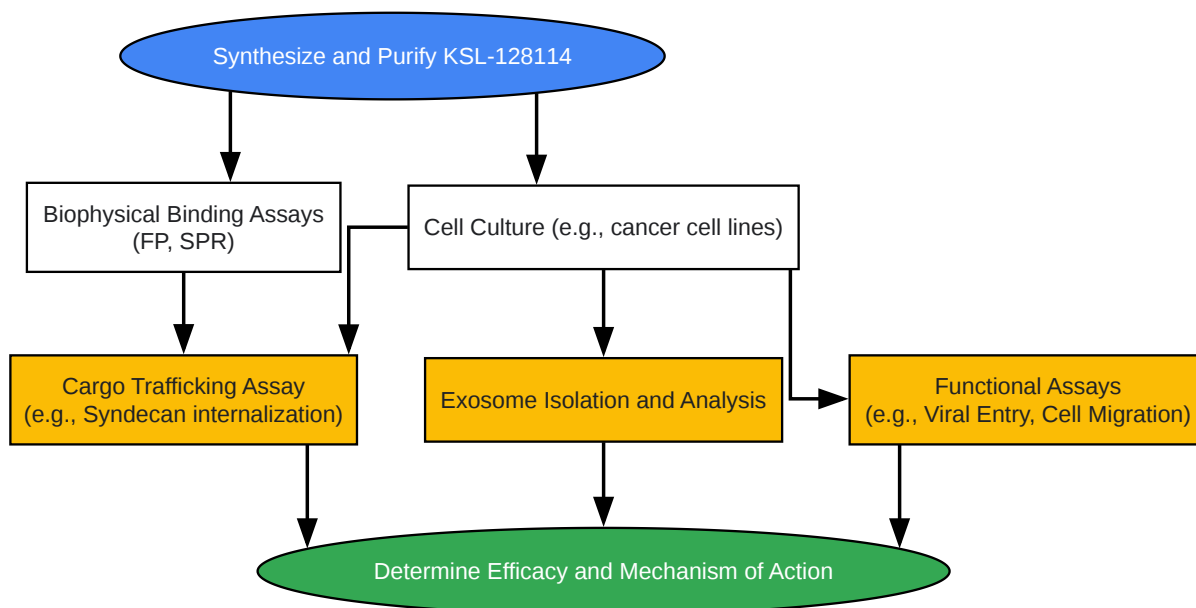 Synthesize and Purify KSL-128114
Biophysical Binding Assays
(FP, SPR)
Cell Culture (e.g., cancer cell lines)
Cargo Trafficking Assay
(e.g., Syndecan internalization)
Exosome Isolation and Analysis
Functional Assays
(e.g., Viral Entry, Cell Migration)
Determine Efficacy and Mechanism of Action